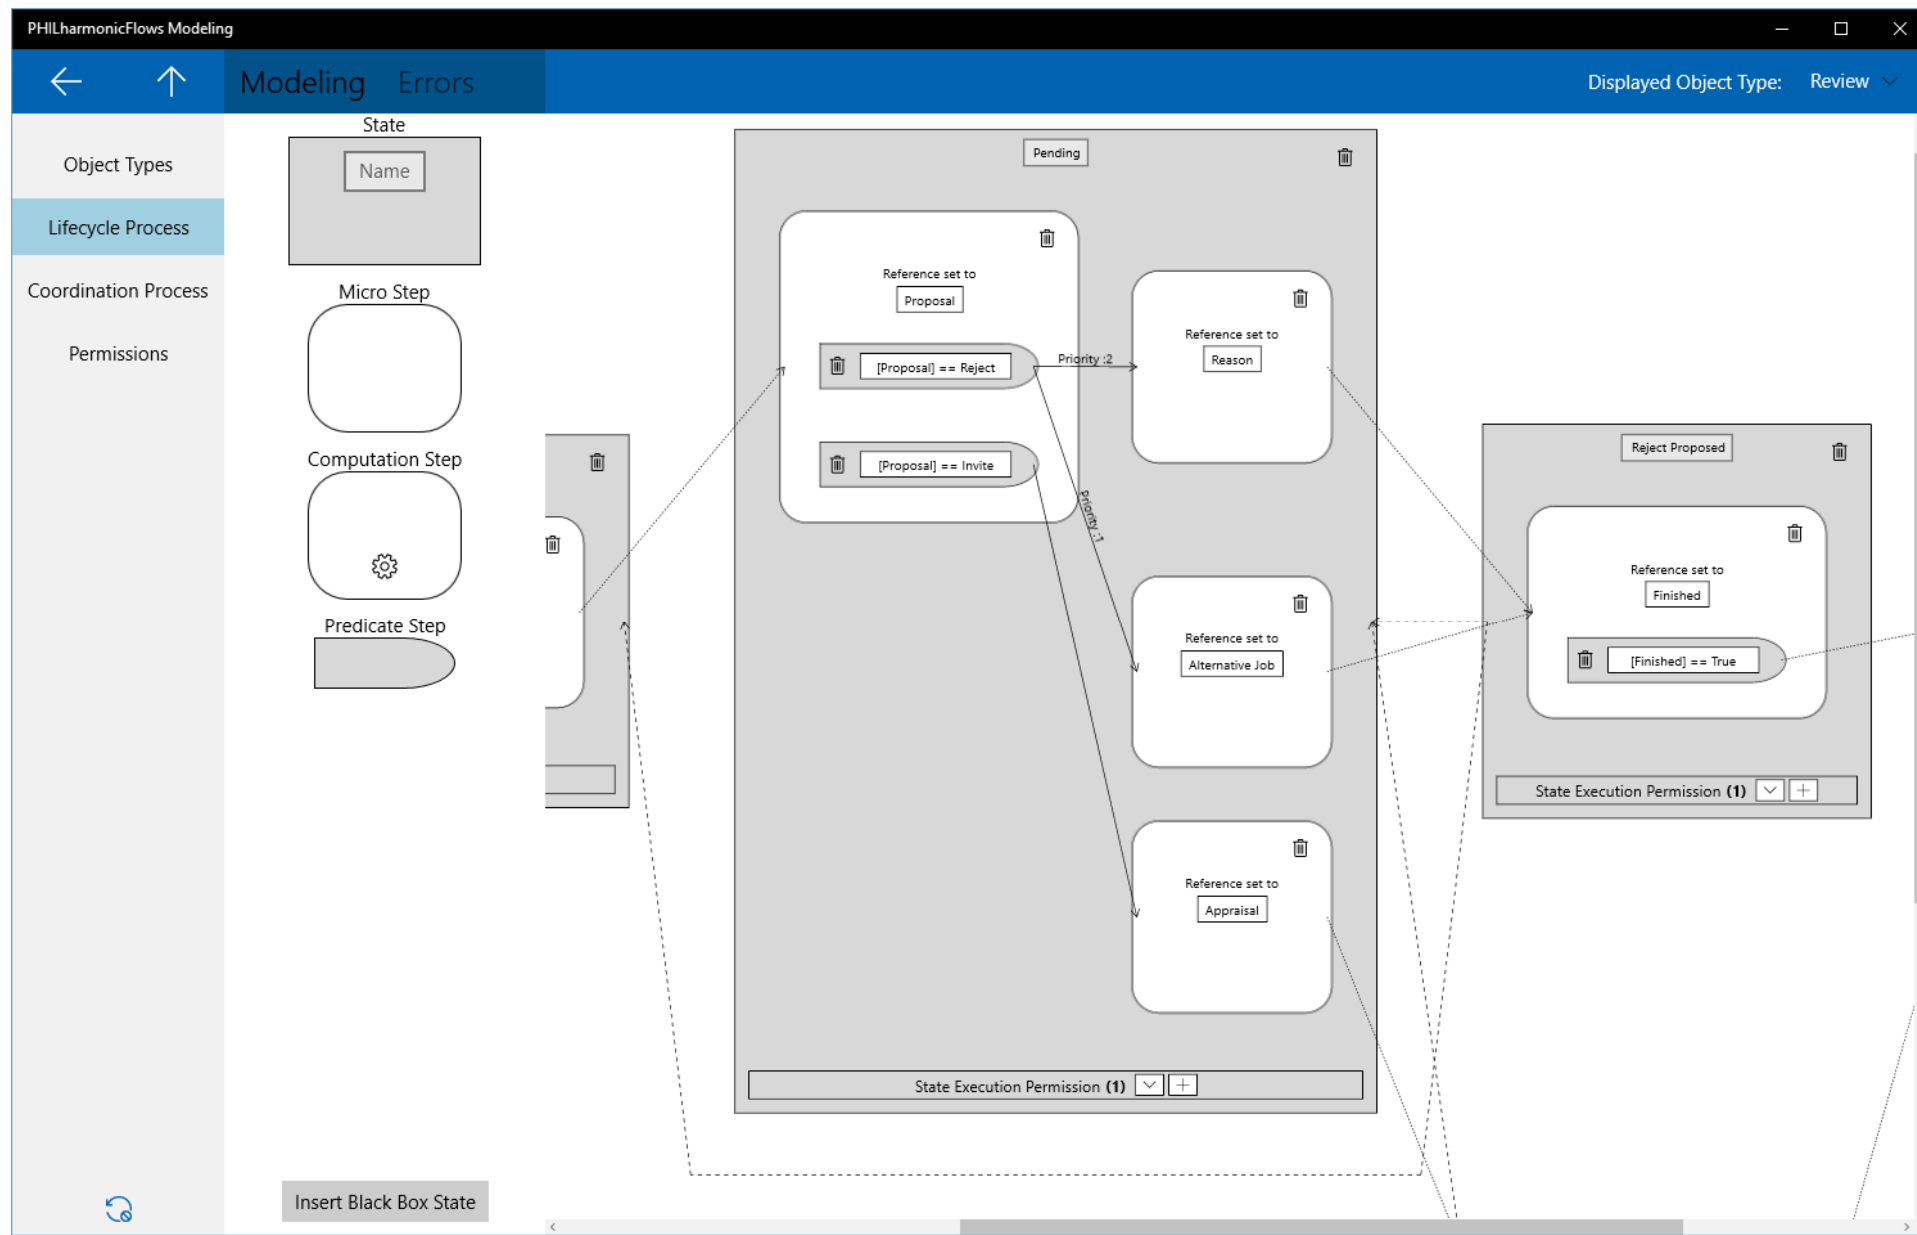 PHILharmonicFlows Modeling
Modeling Errors
Displayed Object Type: Review
Object Types
Lifecycle Process
Coordination Process
Permissions
State
Name
Micro Step
Computation Step
Predicate Step
Insert Black Box State
Pending
Reference set to
Proposal
[Proposal] == Reject
[Proposal] == Invite
Priority :2
Priority :1
Reference set to
Reason
Reference set to
Alternative Job
Reference set to
Appraisal
State Execution Permission (1)
Reject Proposed
Reference set to
Finished
[Finished] == True
State Execution Permission (1)